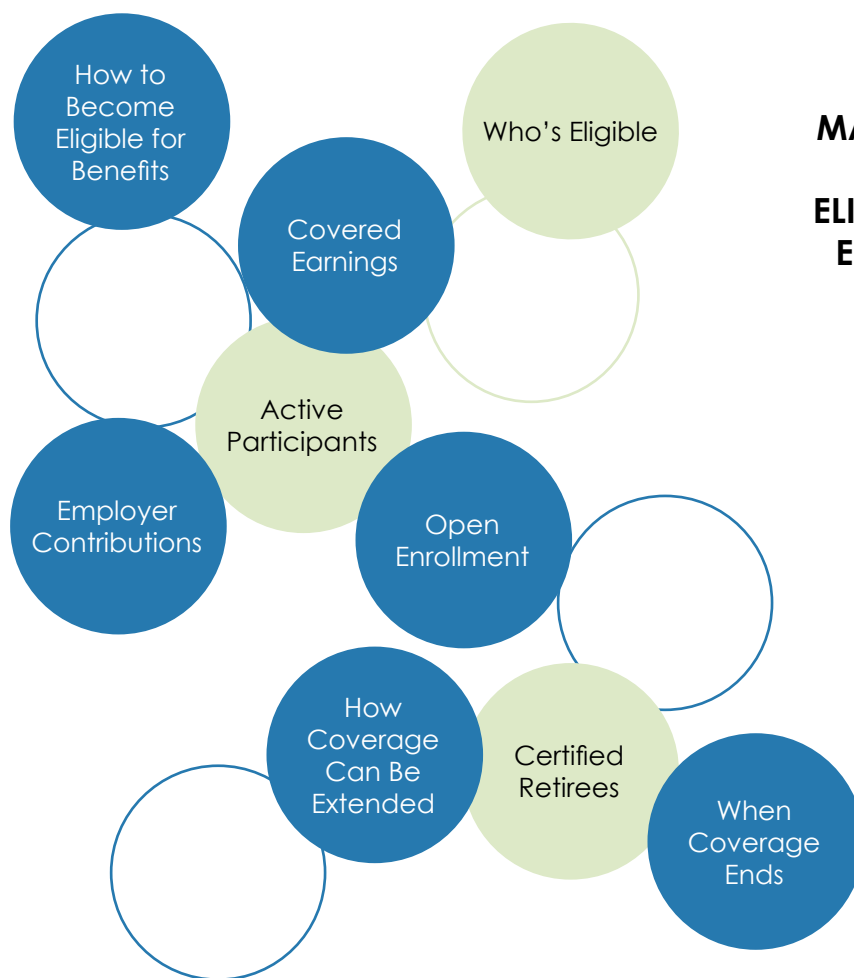 How to
Become
Eligible for
Benefits
Who's Eligible
Covered
Earnings
Active
Participants
Employer
Contributions
Open
Enrollment
How
Coverage
Can Be
Extended
Certified
Retirees
When
Coverage
Ends